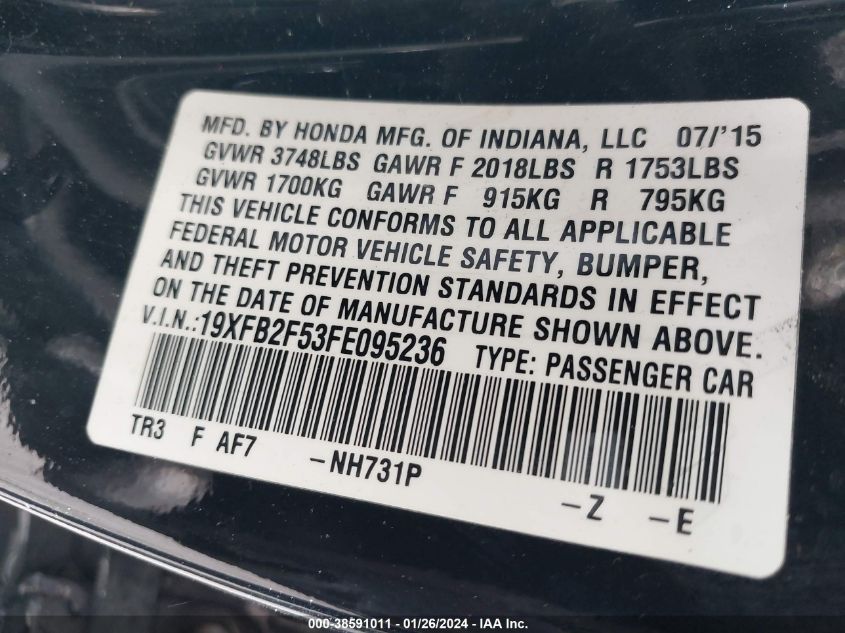 MFD. BY HONDA MFG. OF INDIANA, LLC 07/'15
GVWR 3748LBS GAWR F 2018LBS R 1753LBS
GVWR 1700KG GAWR F 915KG R 795KG
THIS VEHICLE CONFORMS TO ALL APPLICABLE
FEDERAL MOTOR VEHICLE SAFETY, BUMPER,
AND THEFT PREVENTION STANDARDS IN EFFECT
ON THE DATE OF MANUFACTURE SHOWN ABOVE.
V.I.N.:19XFB2F53FE095236 TYPE: PASSENGER CAR
TR3 F AF7 -NH731P -Z -E
000-38591011 — 01/26/2024 — IAA Inc.